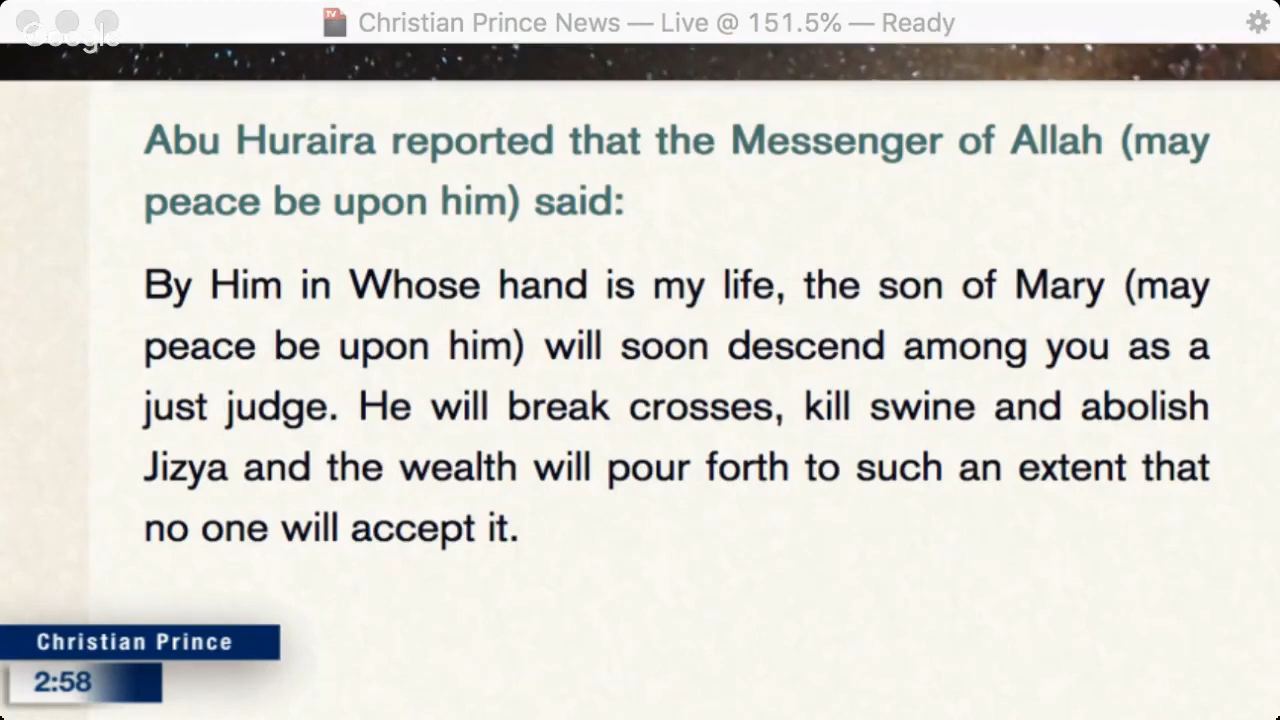 Christian Prince News — Live @ 151.5% — Ready
Google
Abu Huraira reported that the Messenger of Allah (may
peace be upon him) said:
By Him in Whose hand is my life, the son of Mary (may
peace be upon him) will soon descend among you as a
just judge. He will break crosses, kill swine and abolish
Jizya and the wealth will pour forth to such an extent that
no one will accept it.
Christian Prince
2:58